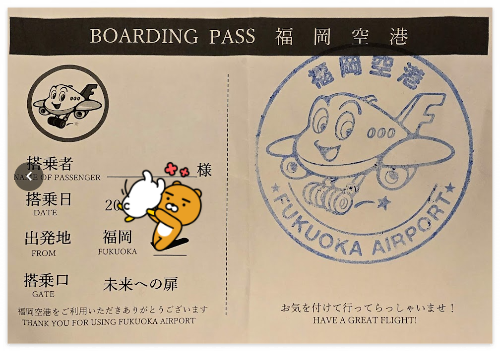 BOARDING PASS 福岡空港
搭乗者 様
NAME OF PASSENGER
搭乗日 20
DATE
出発地 福岡
FROM FUKUOKA
搭乗口 未来への扉
GATE
福岡空港をご利用いただきありがとうございます
THANK YOU FOR USING FUKUOKA AIRPORT
福岡空港
F
★FUKUOKA AIRPORT★
お気を付けて行ってらっしゃいませ！
HAVE A GREAT FLIGHT!